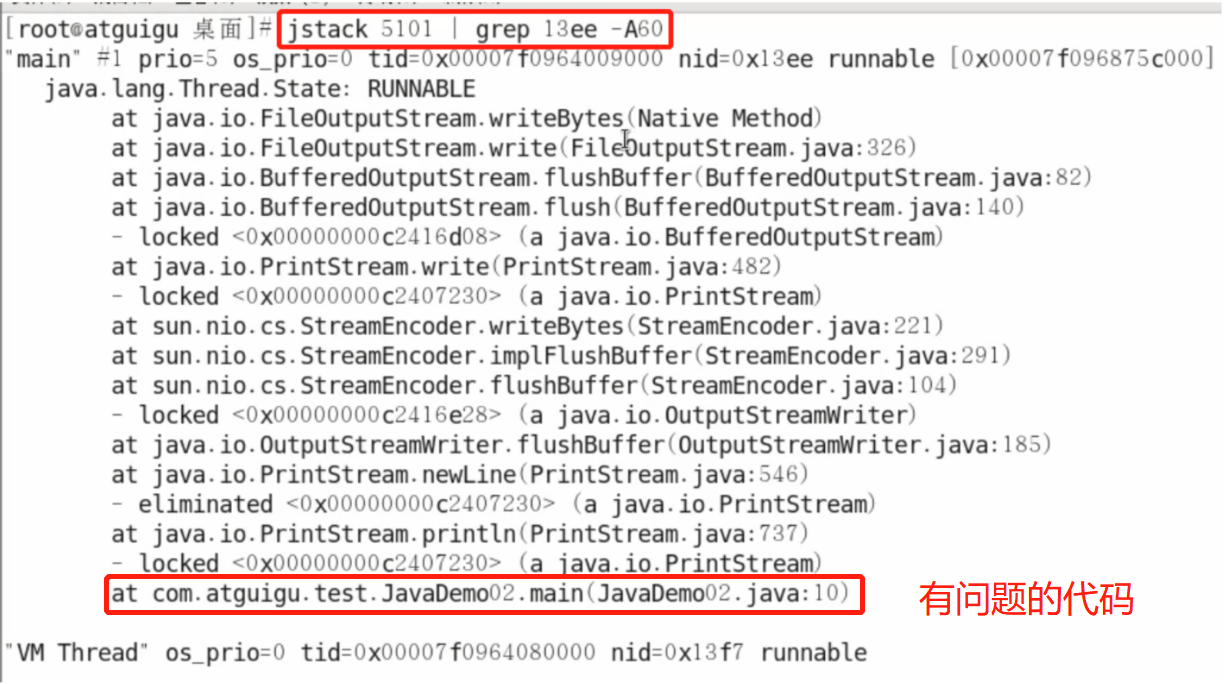 [root@atguigu 桌面]# jstack 5101 | grep 13ee -A60
"main" #1 prio=5 os_prio=0 tid=0x00007f0964009000 nid=0x13ee runnable [0x00007f096875c000]
java.lang.Thread.State: RUNNABLE
at java.io.FileOutputStream.writeBytes(Native Method)
at java.io.FileOutputStream.write(FileOutputStream.java:326)
at java.io.BufferedOutputStream.flushBuffer(BufferedOutputStream.java:82)
at java.io.BufferedOutputStream.flush(BufferedOutputStream.java:140)
- locked <0x00000000c2416d08> (a java.io.BufferedOutputStream)
at java.io.PrintStream.write(PrintStream.java:482)
- locked <0x00000000c2407230> (a java.io.PrintStream)
at sun.nio.cs.StreamEncoder.writeBytes(StreamEncoder.java:221)
at sun.nio.cs.StreamEncoder.implFlushBuffer(StreamEncoder.java:291)
at sun.nio.cs.StreamEncoder.flushBuffer(StreamEncoder.java:104)
- locked <0x00000000c2416e28> (a java.io.OutputStreamWriter)
at java.io.OutputStreamWriter.flushBuffer(OutputStreamWriter.java:185)
at java.io.PrintStream.newLine(PrintStream.java:546)
- eliminated <0x00000000c2407230> (a java.io.PrintStream)
at java.io.PrintStream.println(PrintStream.java:737)
- locked <0x00000000c2407230> (a java.io.PrintStream)
at com.atguigu.test.JavaDemo02.main(JavaDemo02.java:10) 有问题的代码
"VM Thread" os_prio=0 tid=0x00007f0964080000 nid=0x13f7 runnable